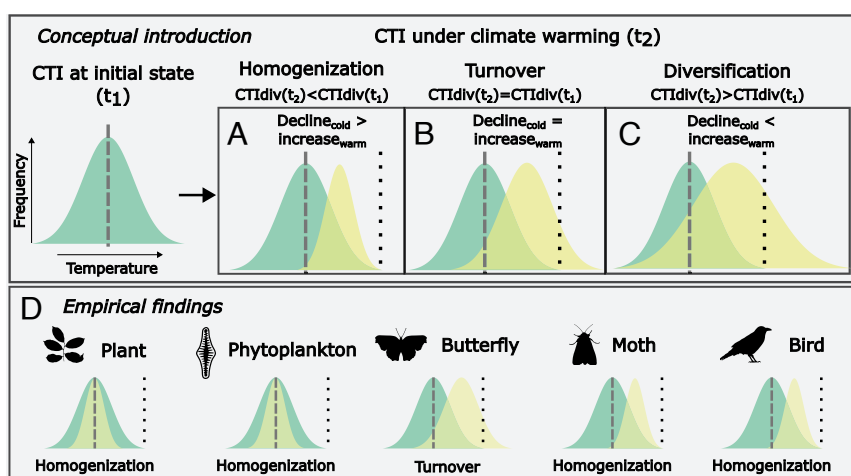 Conceptual introduction
CTI under climate warming (t2)
CTI at initial state
(t1)
Frequency
Temperature
Homogenization
CTIdiv(t2)<CTIdiv(t1)
A
Declinecold >
increasewarm
Turnover
CTIdiv(t2)=CTIdiv(t1)
B
Declinecold =
increasewarm
Diversification
CTIdiv(t2)>CTIdiv(t1)
C
Declinecold <
increasewarm
D
Empirical findings
Plant
Homogenization
Phytoplankton
Homogenization
Butterfly
Turnover
Moth
Homogenization
Bird
Homogenization